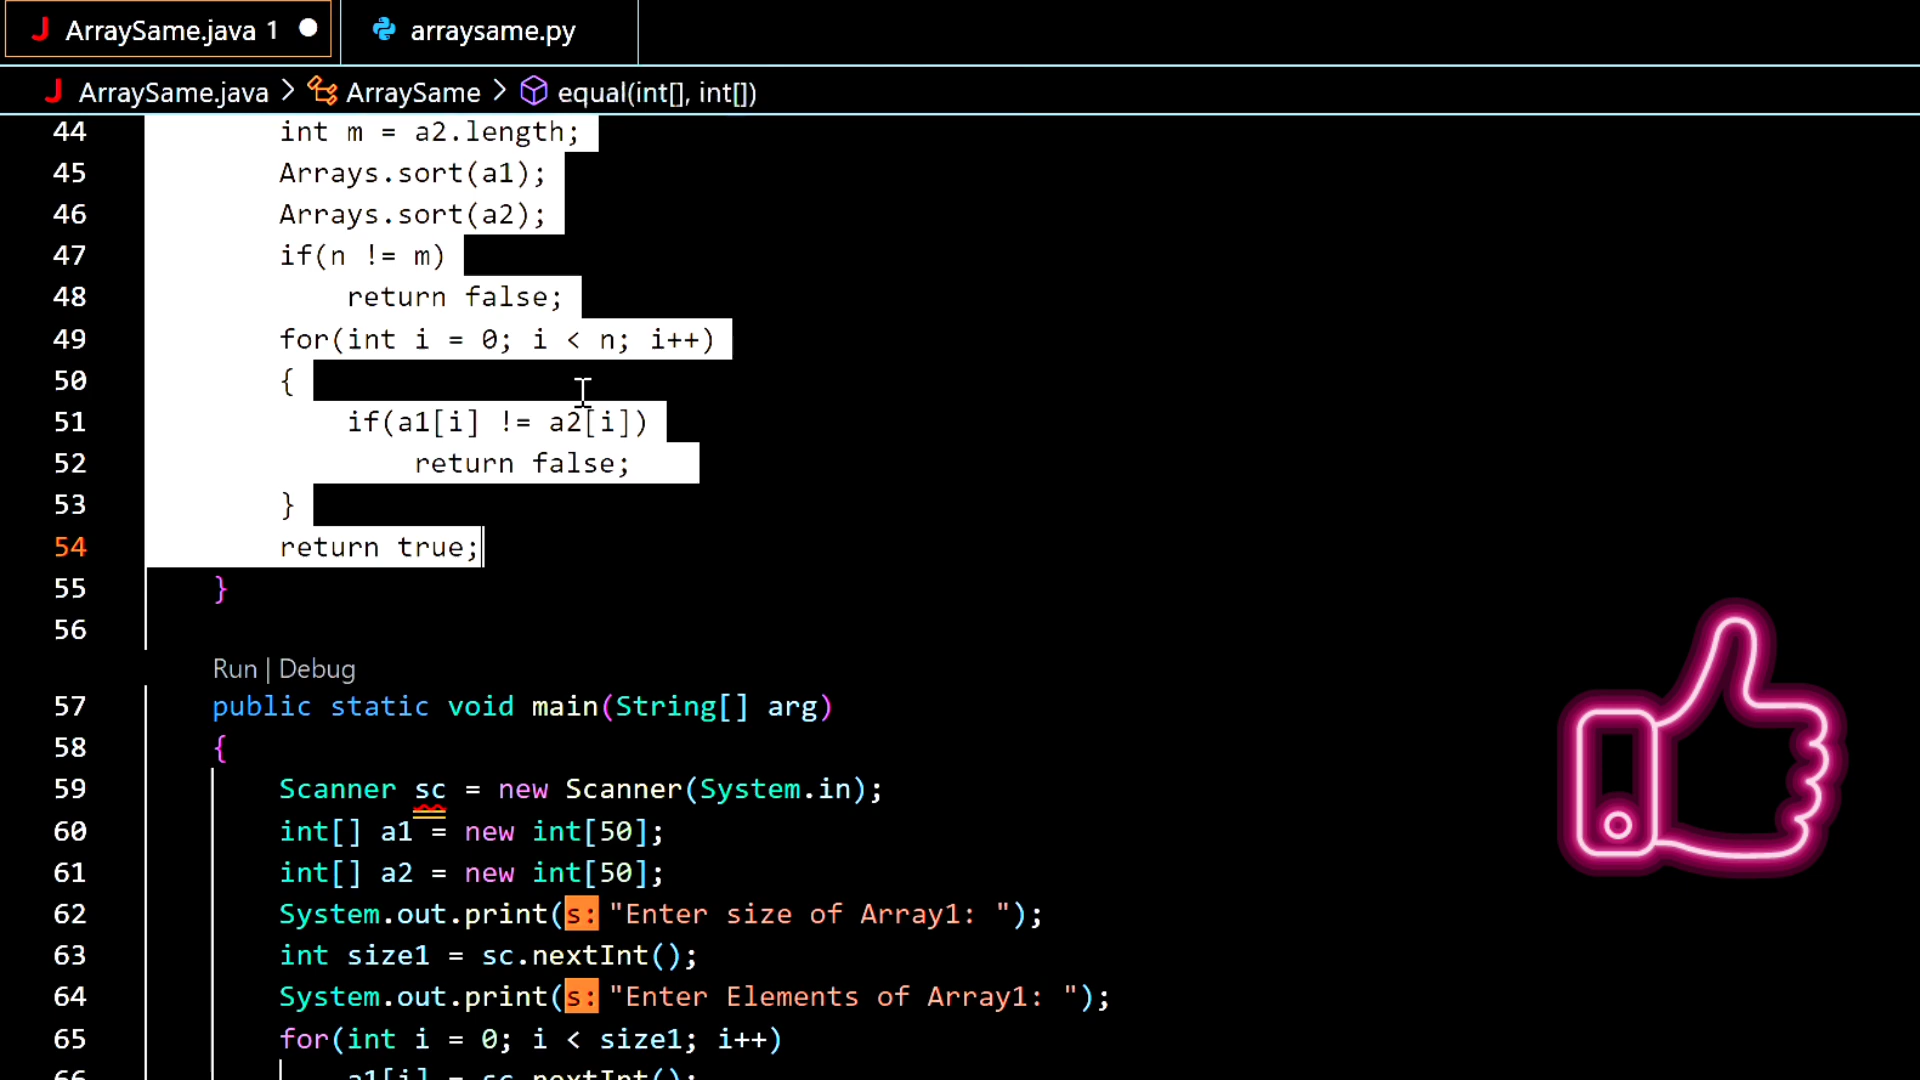 ArraySame.java 1
arraysame.py
ArraySame.java > ArraySame > equal(int[], int[])
44 int m = a2.length;
45 Arrays.sort(a1);
46 Arrays.sort(a2);
47 if(n != m)
48 return false;
49 for(int i = 0; i < n; i++)
50 {
51 if(a1[i] != a2[i])
52 return false;
53 }
54 return true;
55 }
56
Run | Debug
57 public static void main(String[] arg)
58 {
59 Scanner sc = new Scanner(System.in);
60 int[] a1 = new int[50];
61 int[] a2 = new int[50];
62 System.out.print(s: "Enter size of Array1: ");
63 int size1 = sc.nextInt();
64 System.out.print(s: "Enter Elements of Array1: ");
65 for(int i = 0; i < size1; i++)
66 a1[i] = sc.nextInt();